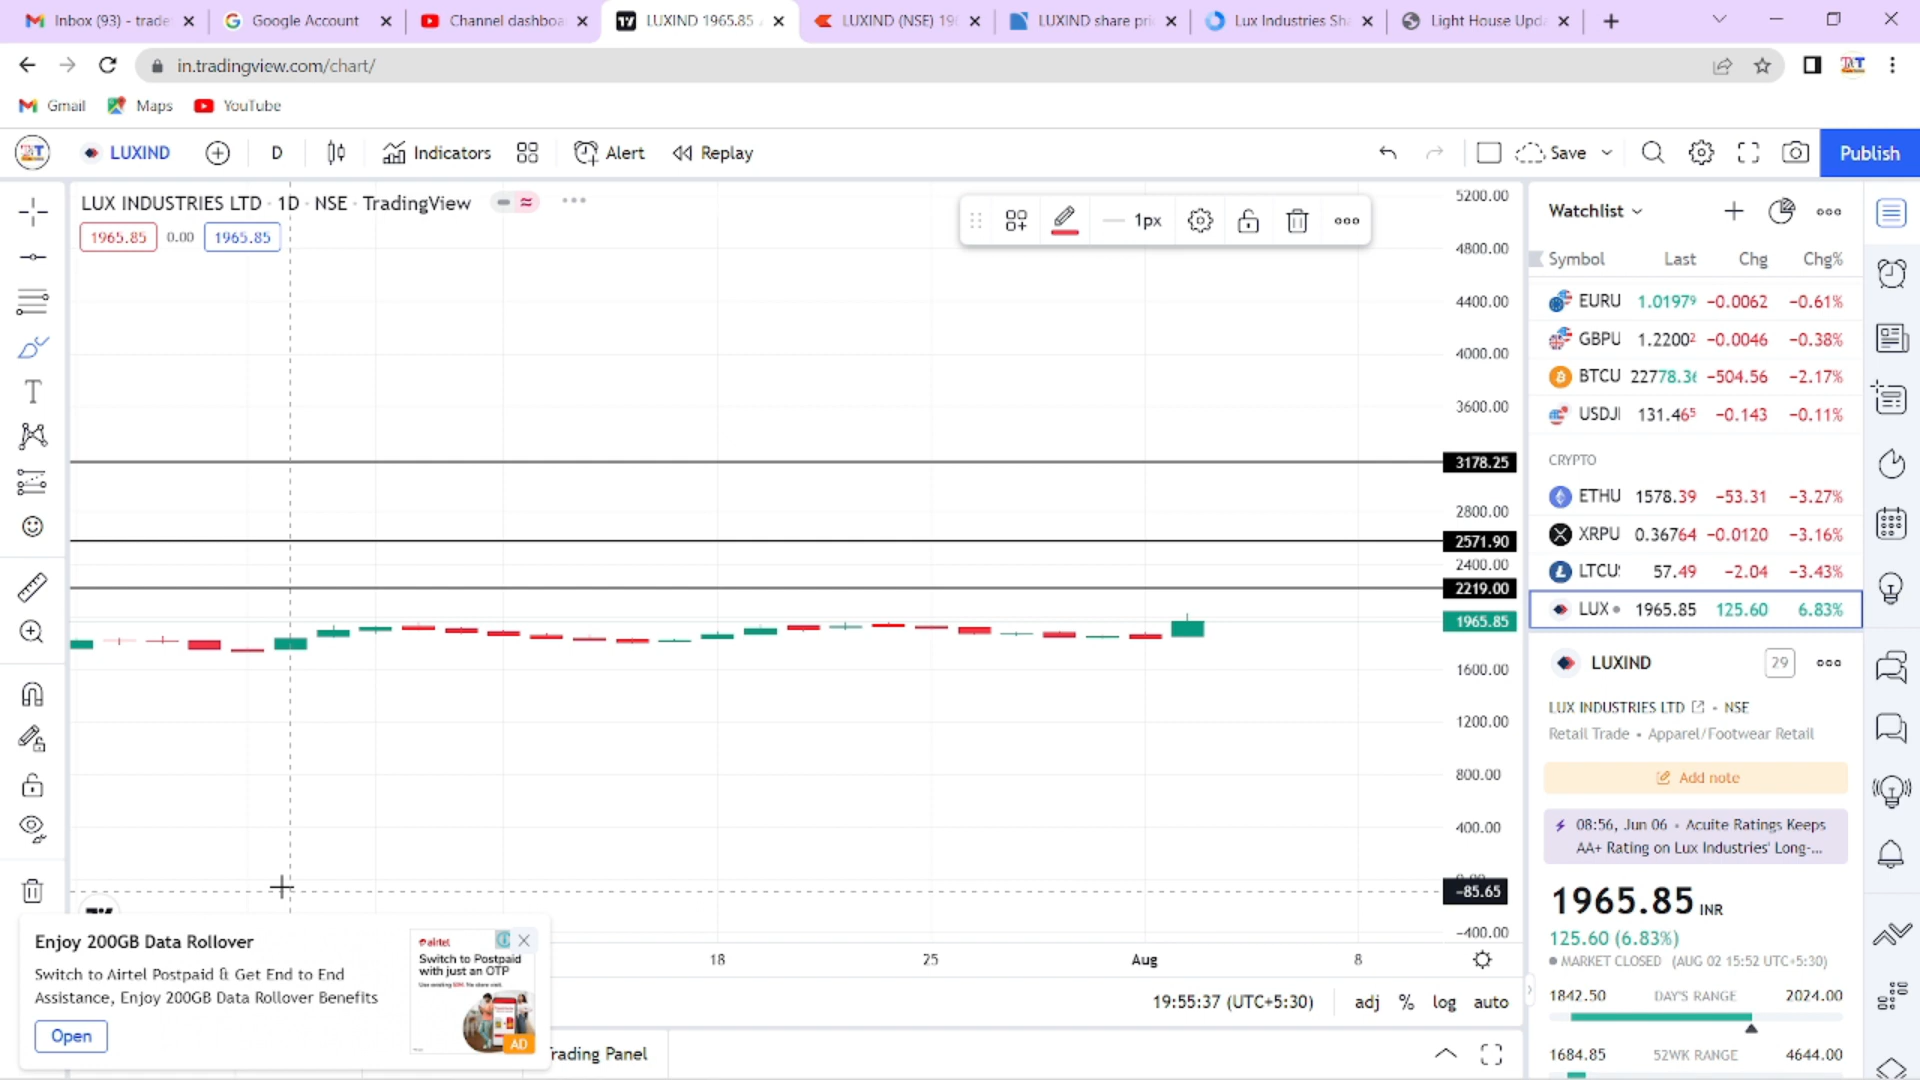 Inbox (93) - trade
Google Account
Channel dashboa
LUXIND 1965.85
LUXIND (NSE) 19
LUXIND share pri
Lux Industries Sh
Light House Upd
in.tradingview.com/chart/
Gmail
Maps
YouTube
LUXIND
D
Indicators
Alert
Replay
Save
Publish
LUX INDUSTRIES LTD · 1D · NSE · TradingView
1965.85
0.00
1965.85
1px
5200.00
4800.00
4400.00
4000.00
3600.00
3178.25
2800.00
2571.90
2400.00
2219.00
1965.85
1600.00
1200.00
800.00
400.00
−85.65
−400.00
18
25
Aug
8
19:55:37 (UTC+5:30)
adj
%
log
auto
Trading Panel
Watchlist
Symbol Last Chg Chg%
EURU 1.01979 −0.0062 −0.61%
GBPU 1.22002 −0.0046 −0.38%
BTCU 22778.36 −504.56 −2.17%
USDJ 131.465 −0.143 −0.11%
CRYPTO
ETHU 1578.39 −53.31 −3.27%
XRPU 0.36764 −0.0120 −3.16%
LTCU 57.49 −2.04 −3.43%
LUX 1965.85 125.60 6.83%
LUXIND
29
LUX INDUSTRIES LTD · NSE
Retail Trade • Apparel/Footwear Retail
Add note
08:56, Jun 06 • Acuite Ratings Keeps
AA+ Rating on Lux Industries' Long-...
1965.85 INR
125.60 (6.83%)
MARKET CLOSED (AUG 02 15:52 UTC+5:30)
1842.50 DAY'S RANGE 2024.00
1684.85 52WK RANGE 4644.00
Enjoy 200GB Data Rollover
Switch to Airtel Postpaid & Get End to End
Assistance, Enjoy 200GB Data Rollover Benefits
Open
airtel
Switch to Postpaid
with just an OTP
AD